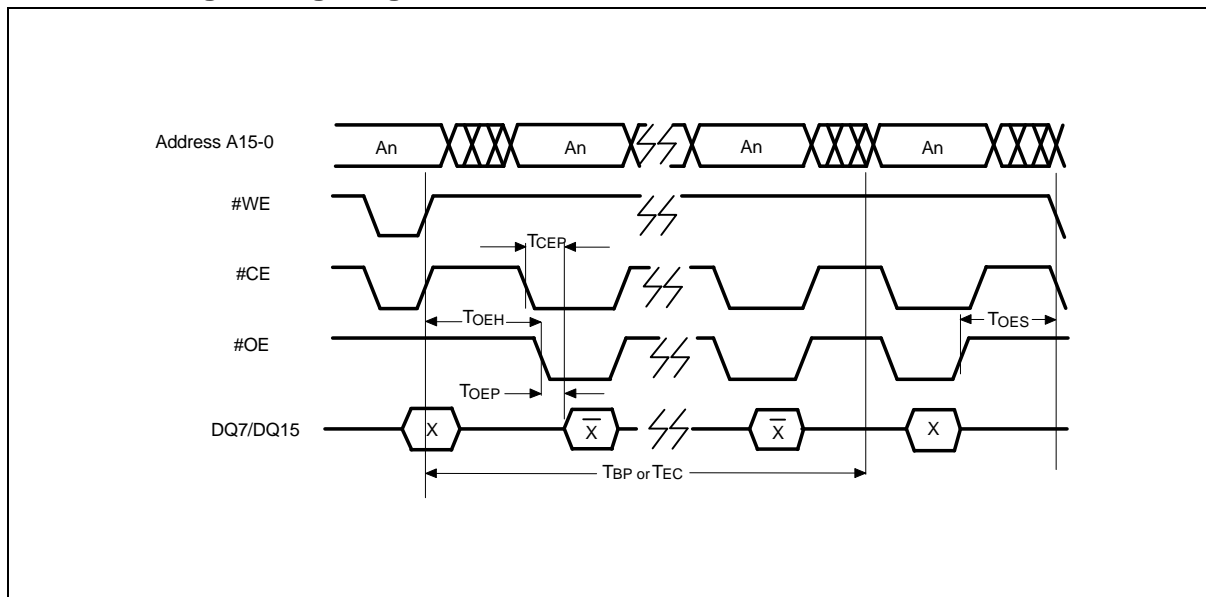 Address A15-0
An
An
An
An
#WE
TCEP
#CE
TOEH
TOES
#OE
TOEP
DQ7/DQ15
X
X̅
X̅
X
TBP or TEC